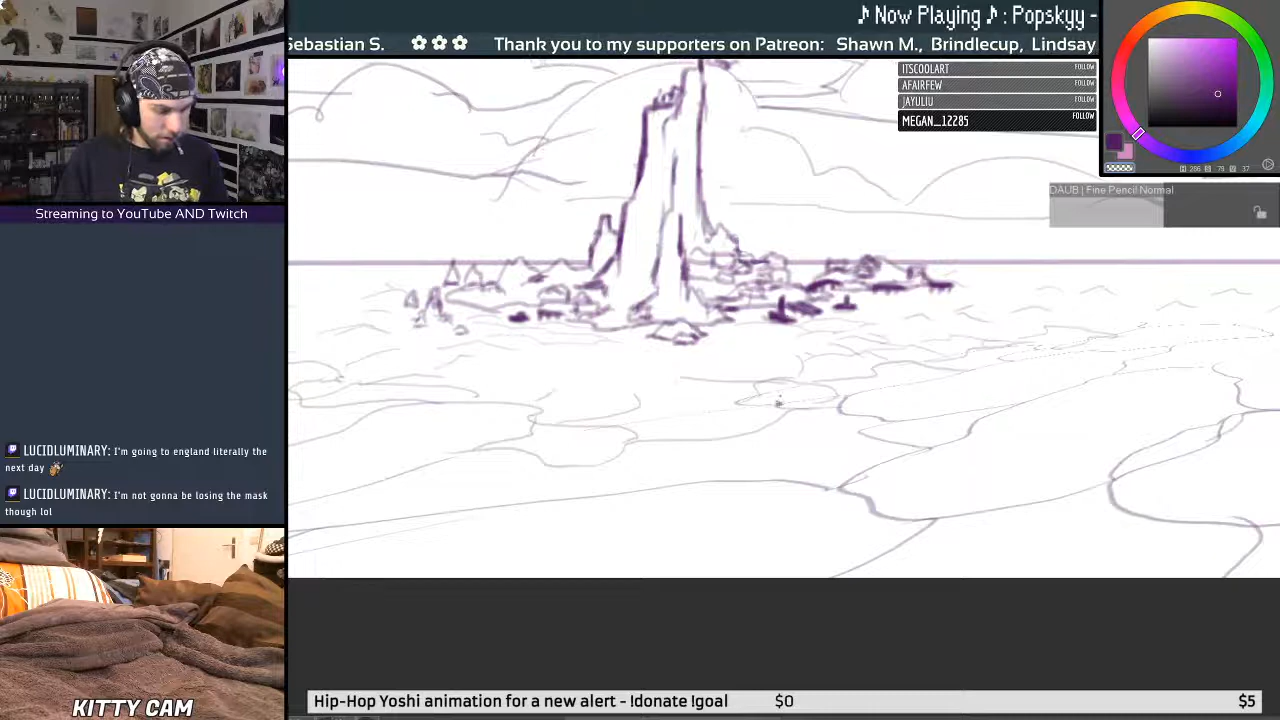 ♪ Now Playing ♪ : Popskyy -
Sebastian S. ✿ ✿ ✿ Thank you to my supporters on Patreon: Shawn M., Brindlecup, Lindsay
ITSCOOLART FOLLOW
AFAIRFEW FOLLOW
JAYULIU FOLLOW
MEGAN_12285 FOLLOW
DAUB | Fine Pencil Normal
Streaming to YouTube AND Twitch
LUCIDLUMINARY: I'm going to england literally the
next day
LUCIDLUMINARY: I'm not gonna be losing the mask
though lol
KITTY CAM
Hip-Hop Yoshi animation for a new alert - !donate !goal $0 $5